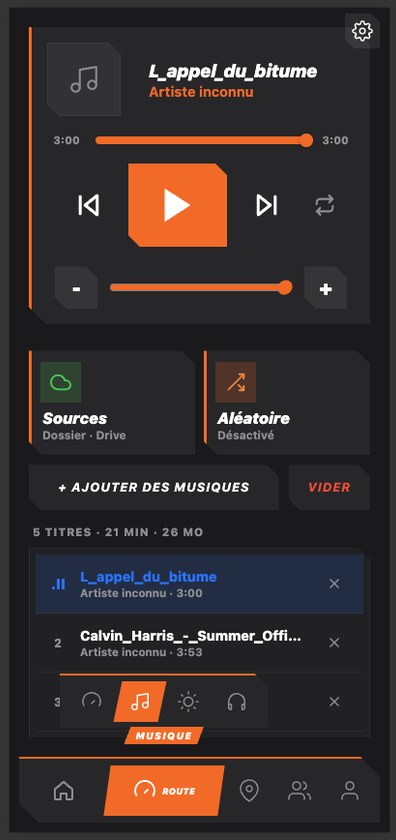 L_appel_du_bitume
Artiste inconnu
3:00
3:00
-
+
Sources
Dossier · Drive
Aléatoire
Désactivé
+ AJOUTER DES MUSIQUES
VIDER
5 TITRES · 21 MIN · 26 MO
L_appel_du_bitume
Artiste inconnu · 3:00
2
Calvin_Harris_-_Summer_Offi...
Artiste inconnu · 3:53
3
MUSIQUE
ROUTE